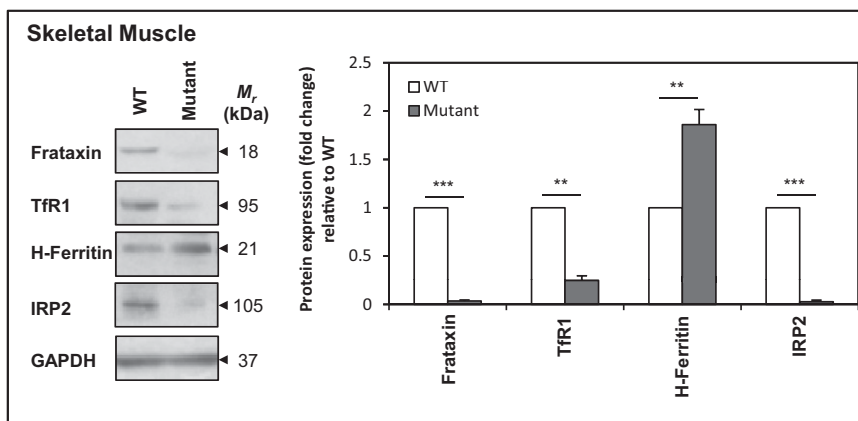 Skeletal Muscle
WT
Mutant
Mr
(kDa)
Frataxin
18
TfR1
95
H-Ferritin
21
IRP2
105
GAPDH
37
Protein expression (fold change)
relative to WT
2.5
2
1.5
1
0.5
0
WT
Mutant
***
**
**
***
Frataxin
TfR1
H-Ferritin
IRP2